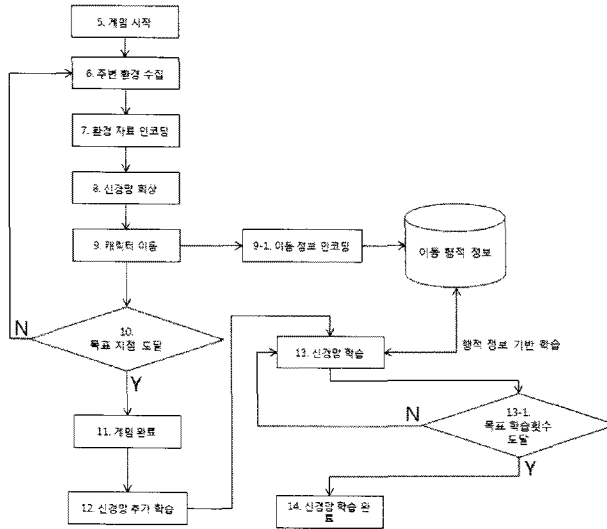 5. 게임 시작
6. 주변 환경 수집
7. 환경 자료 인코딩
8. 신경망 회상
9. 캐릭터 이동
9-1. 이동 정보 인코딩
이동 행적 정보
N
10.
목표 지점 도달
Y
13. 신경망 학습
행적 정보 기반 학습
N
13-1.
목표 학습횟수
도달
Y
11. 게임 완료
12. 신경망 추가 학습
14. 신경망 학습 완
료